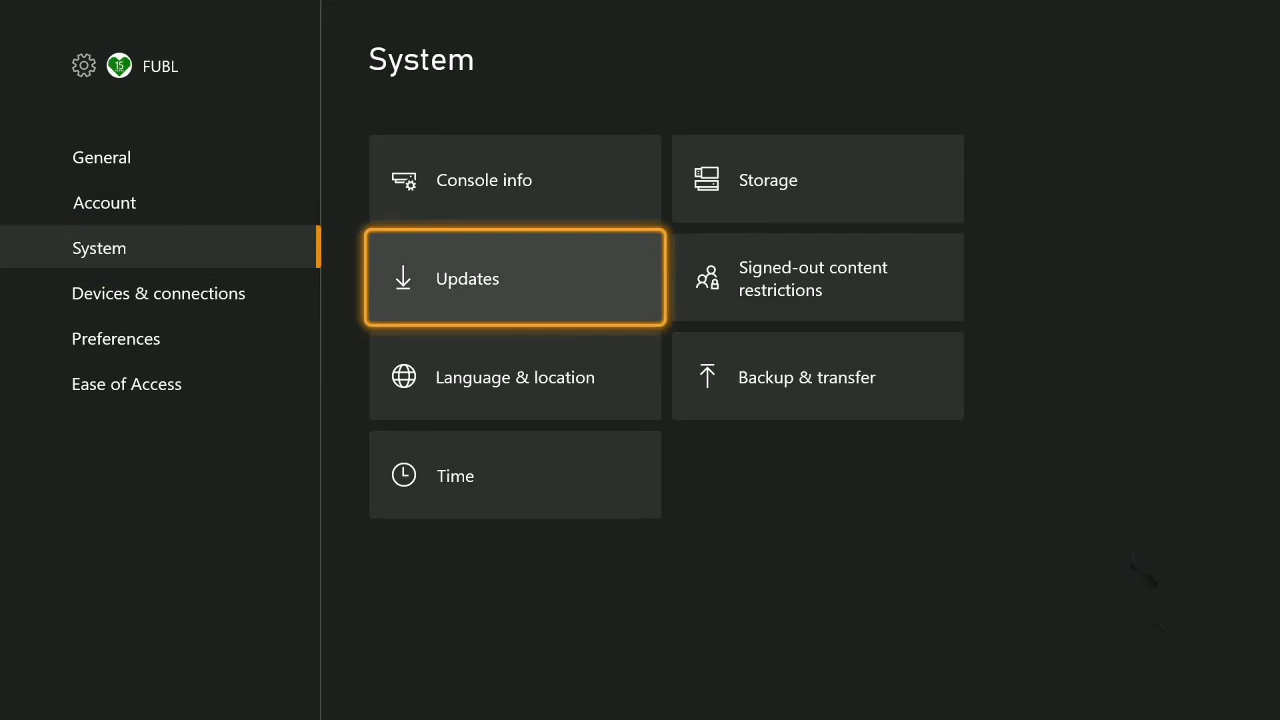 15
FUBL
General
Account
System
Devices & connections
Preferences
Ease of Access
System
Console info
Storage
Updates
Signed-out content
restrictions
Language & location
Backup & transfer
Time